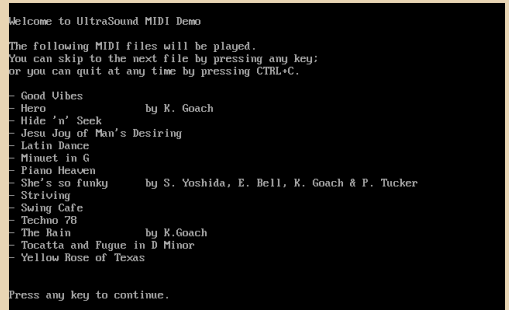 Welcome to UltraSound MIDI Demo
The following MIDI files will be played.
You can skip to the next file by pressing any key;
or you can quit at any time by pressing CTRL+C.
- Good Vibes
- Hero by K. Goach
- Hide 'n' Seek
- Jesu Joy of Man's Desiring
- Latin Dance
- Minuet in G
- Piano Heaven
- She's so funky by S. Yoshida, E. Bell, K. Goach & P. Tucker
- Striving
- Swing Cafe
- Techno 78
- The Rain by K.Goach
- Tocatta and Fugue in D Minor
- Yellow Rose of Texas
Press any key to continue.